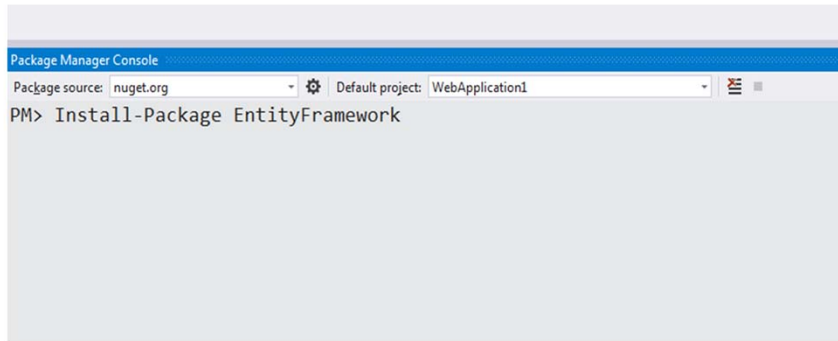 Package Manager Console
Package source: nuget.org Default project: WebApplication1
PM> Install-Package EntityFramework